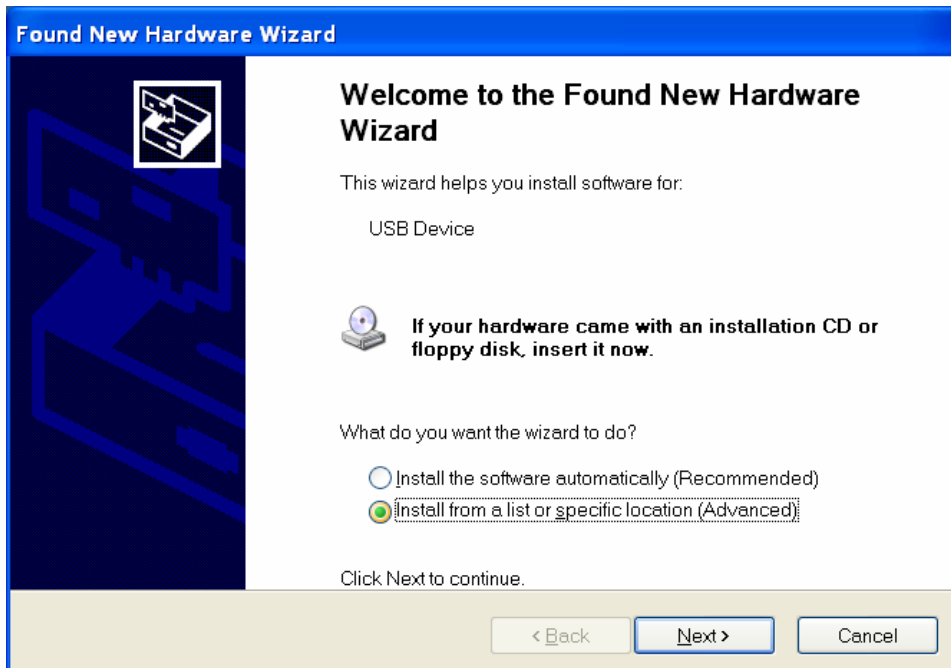 Found New Hardware Wizard
Welcome to the Found New Hardware
Wizard
This wizard helps you install software for:
USB Device
If your hardware came with an installation CD or
floppy disk, insert it now.
What do you want the wizard to do?
Install the software automatically (Recommended)
Install from a list or specific location (Advanced)
Click Next to continue.
< Back Next > Cancel